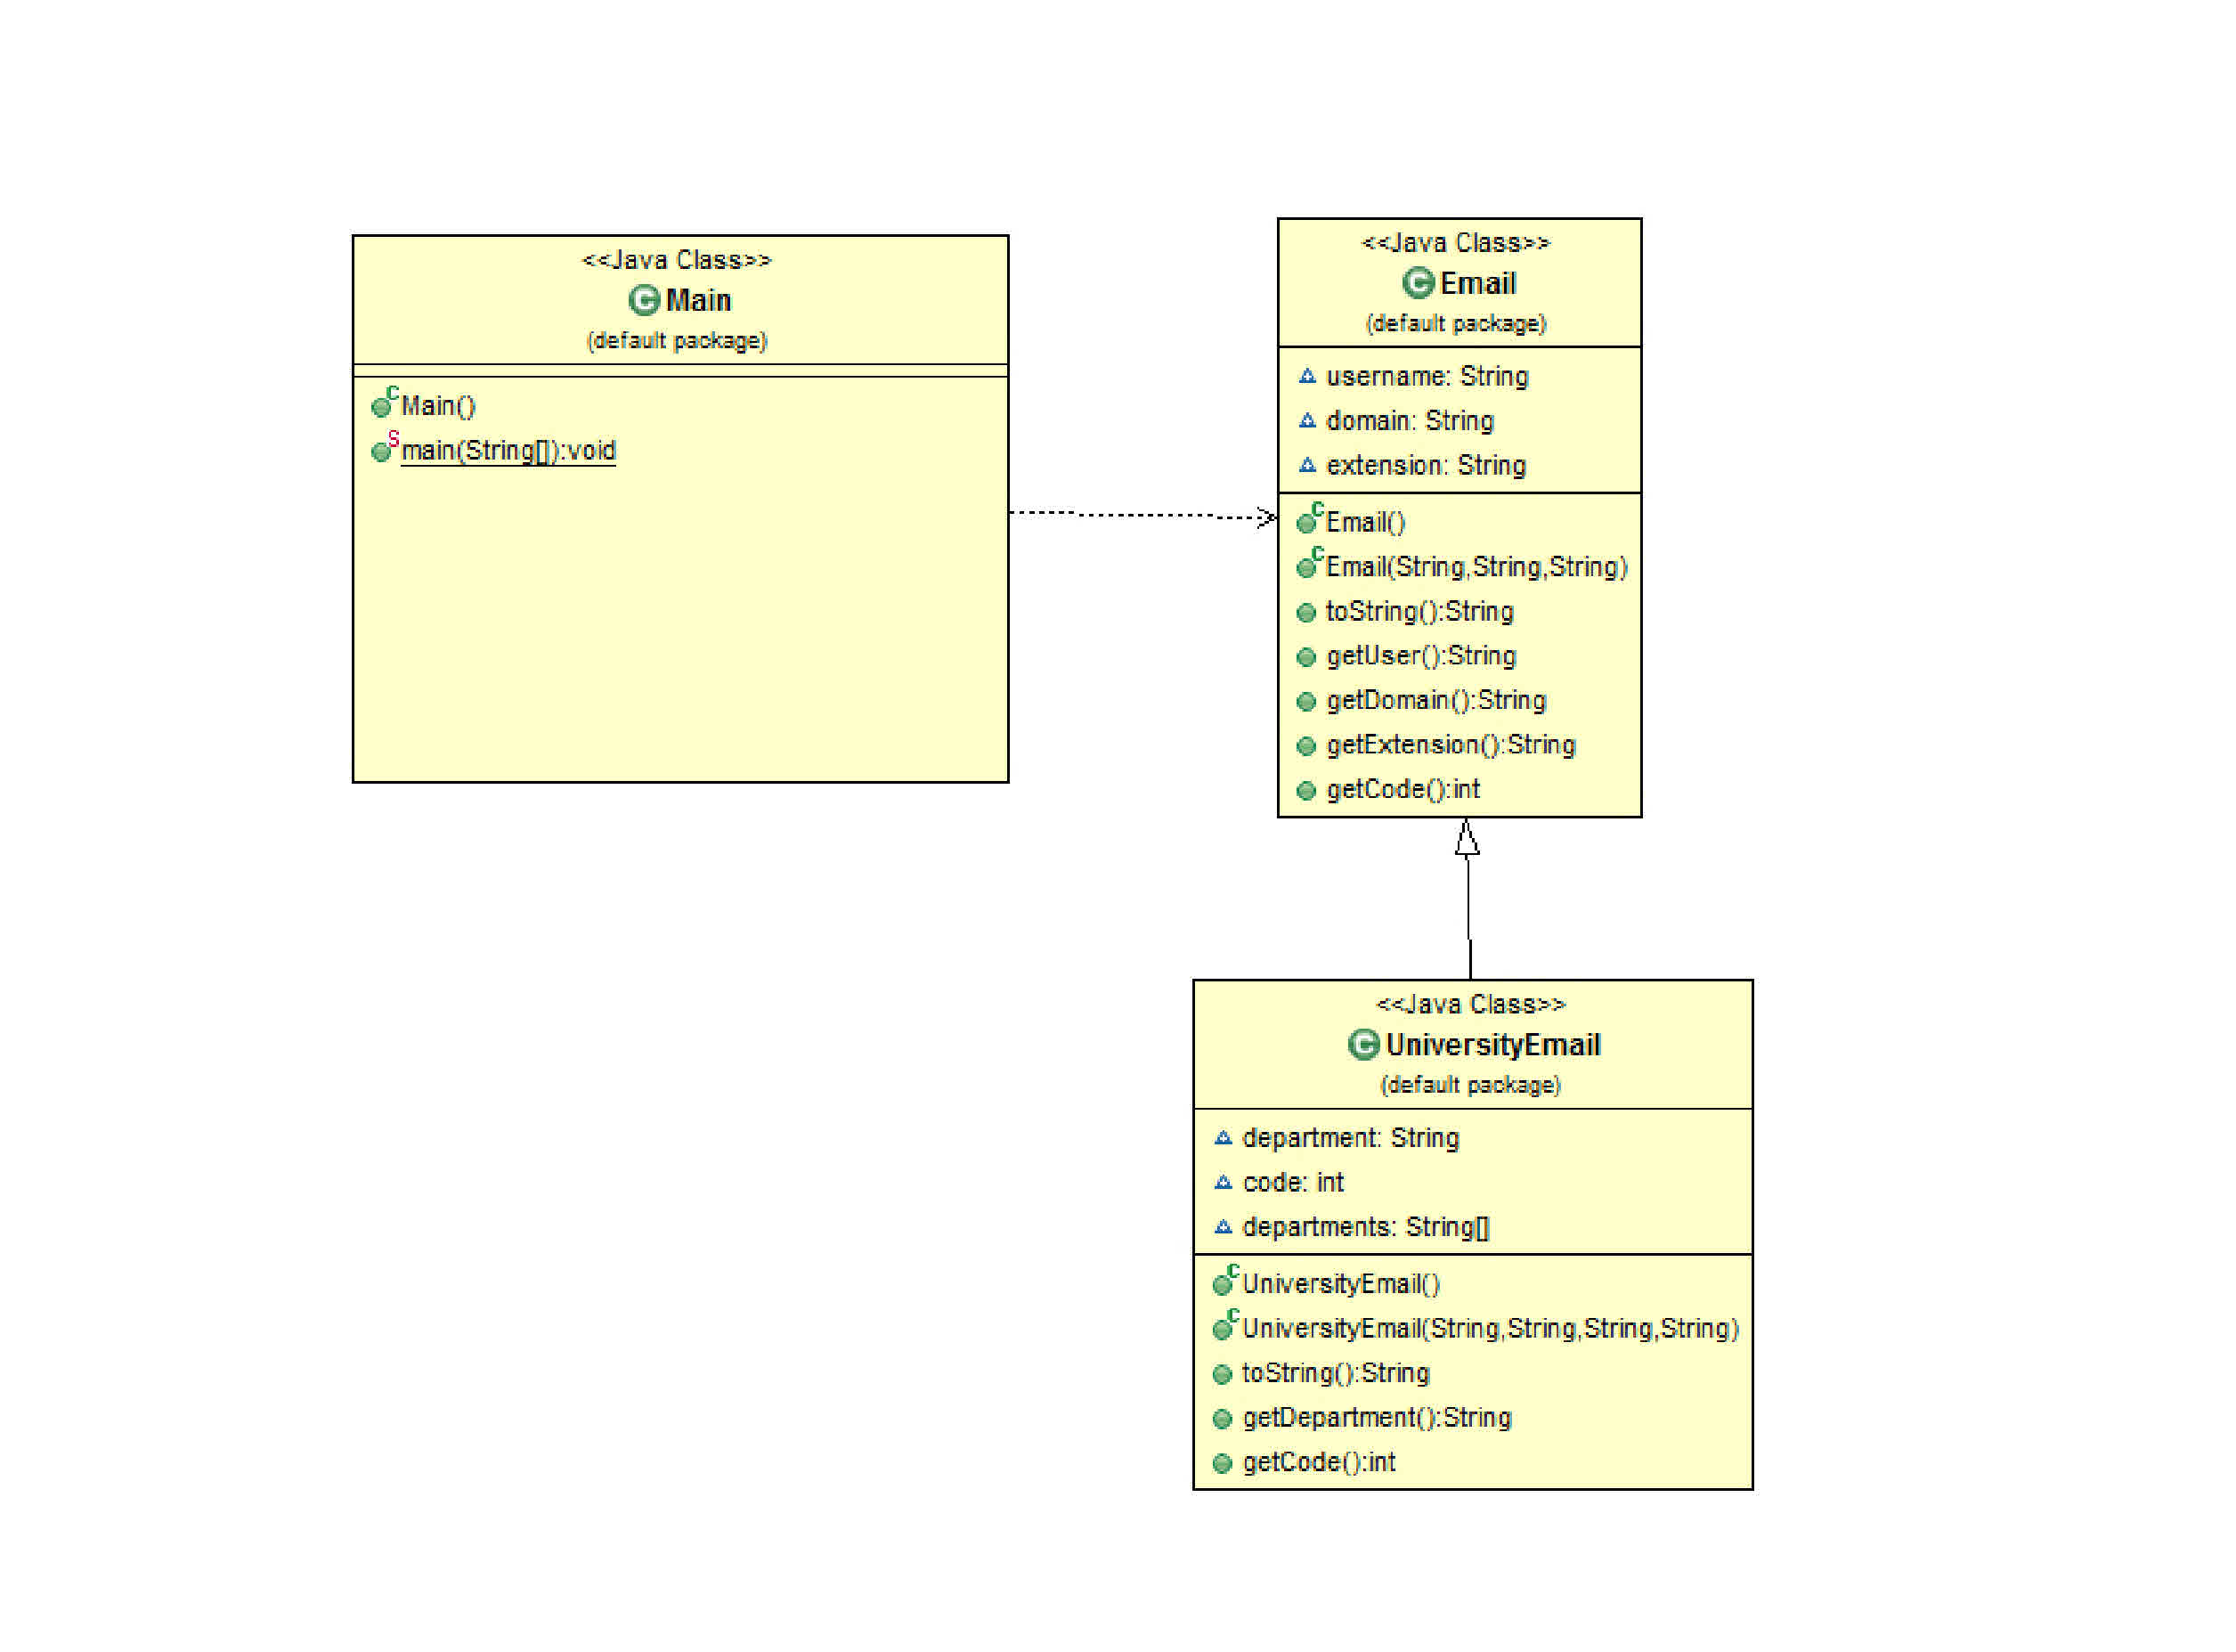 <<Java Class>>
Main
(default package)
Main()
main(String[]):void
<<Java Class>>
Email
(default package)
username: String
domain: String
extension: String
Email()
Email(String,String,String)
toString():String
getUser():String
getDomain():String
getExtension():String
getCode():int
<<Java Class>>
UniversityEmail
(default package)
department: String
code: int
departments: String[]
UniversityEmail()
UniversityEmail(String,String,String,String)
toString():String
getDepartment():String
getCode():int